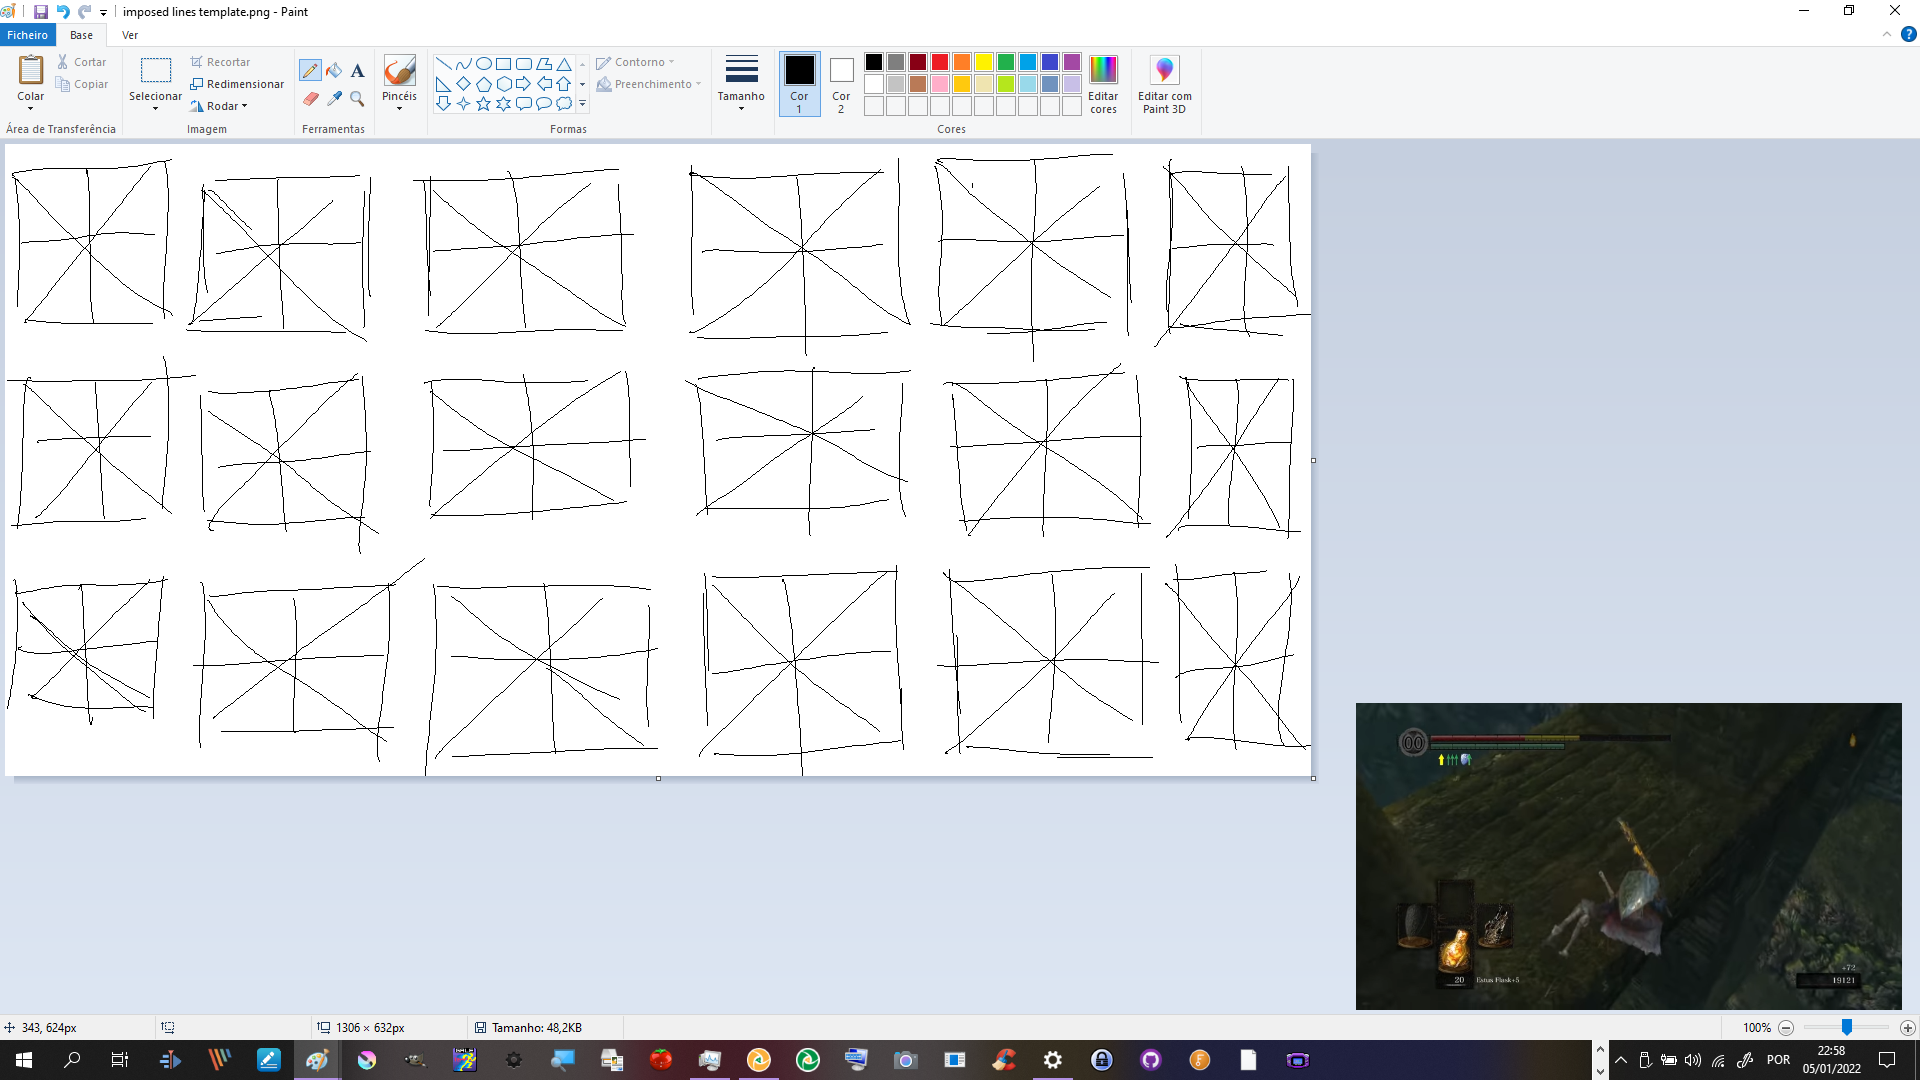 imposed lines template.png - Paint
Ficheiro Base Ver
Colar
Cortar
Copiar
Área de Transferência
Selecionar
Recortar
Redimensionar
Rodar
Imagem
A
Ferramentas
Pincéis
Contorno
Preenchimento
Formas
Tamanho
Cor
1
Cor
2
Editar
cores
Cores
Editar com
Paint 3D
00
20 Estus Flask+5
+72
19121
343, 624px
1306 × 632px
Tamanho: 48,2KB
100%
POR
22:58
05/01/2022